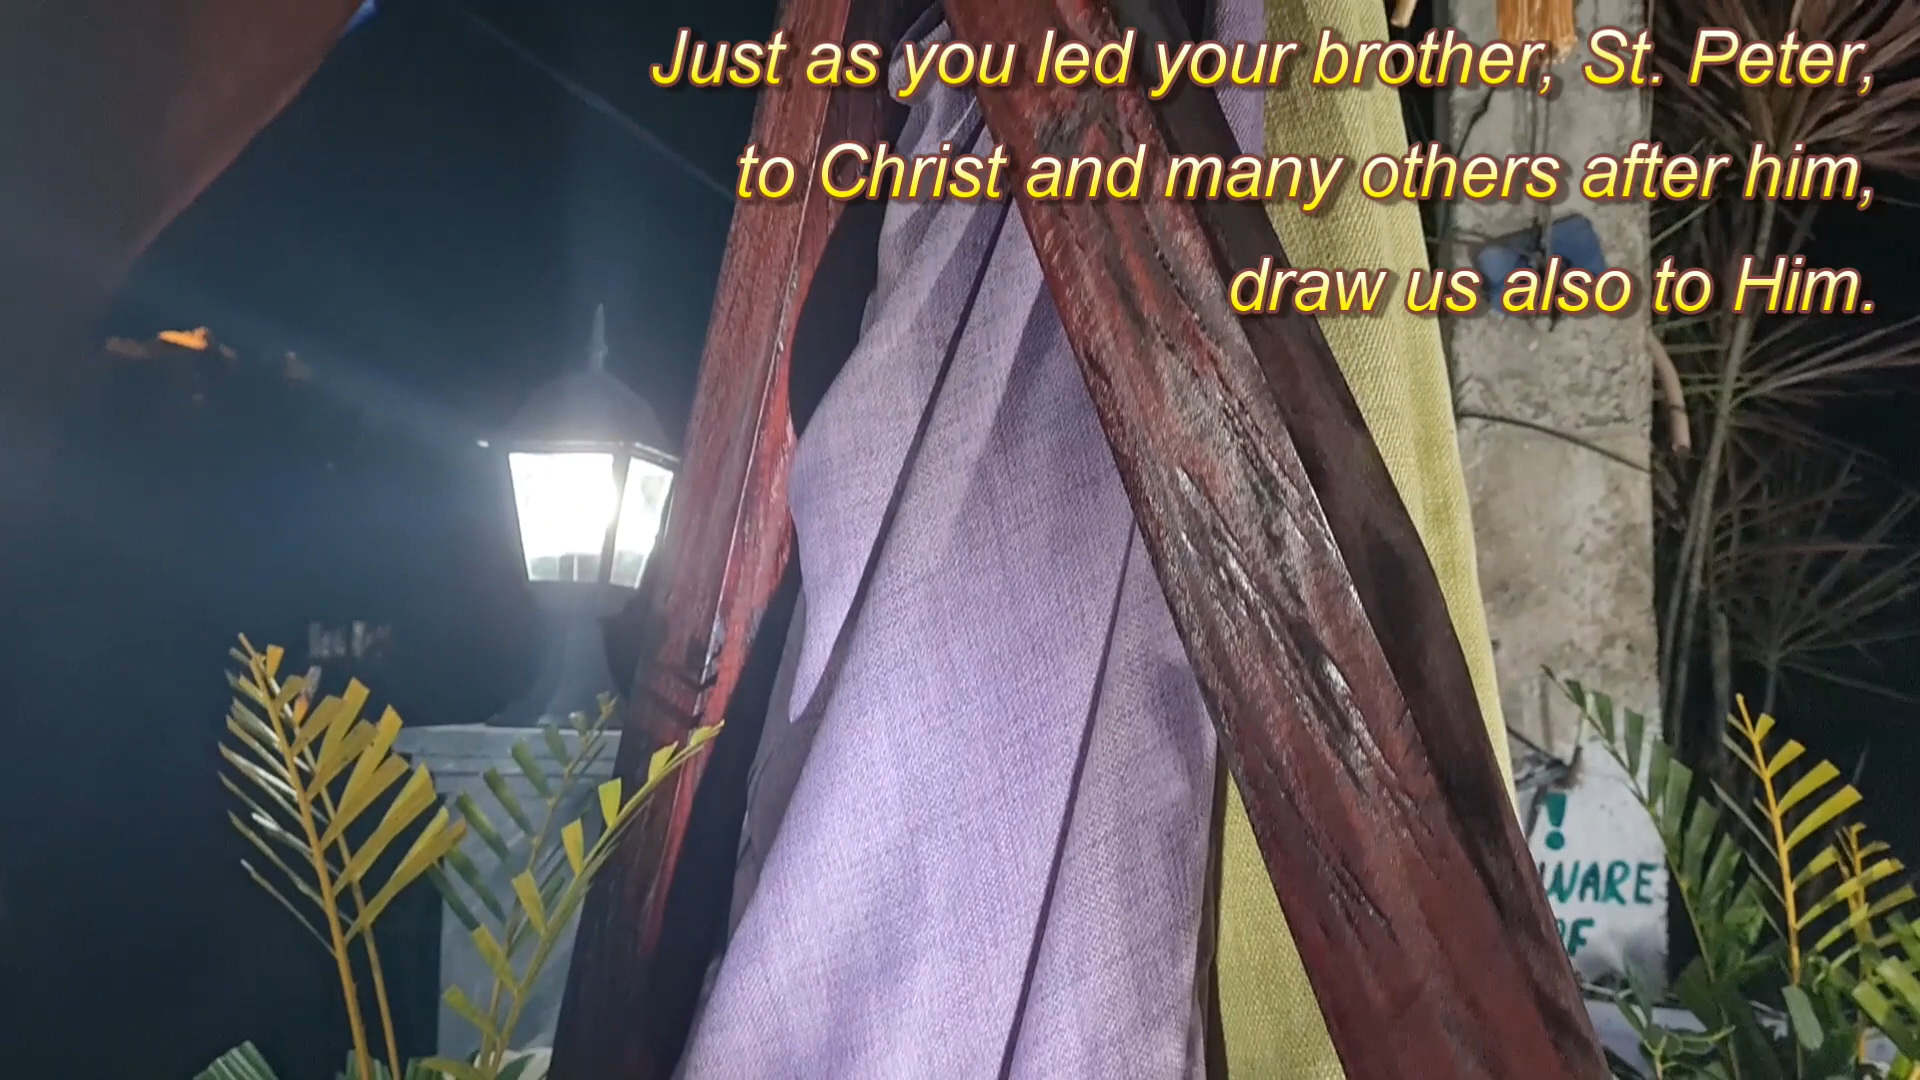 Just as you led your brother, St. Peter,
to Christ and many others after him,
draw us also to Him.
!
WARE